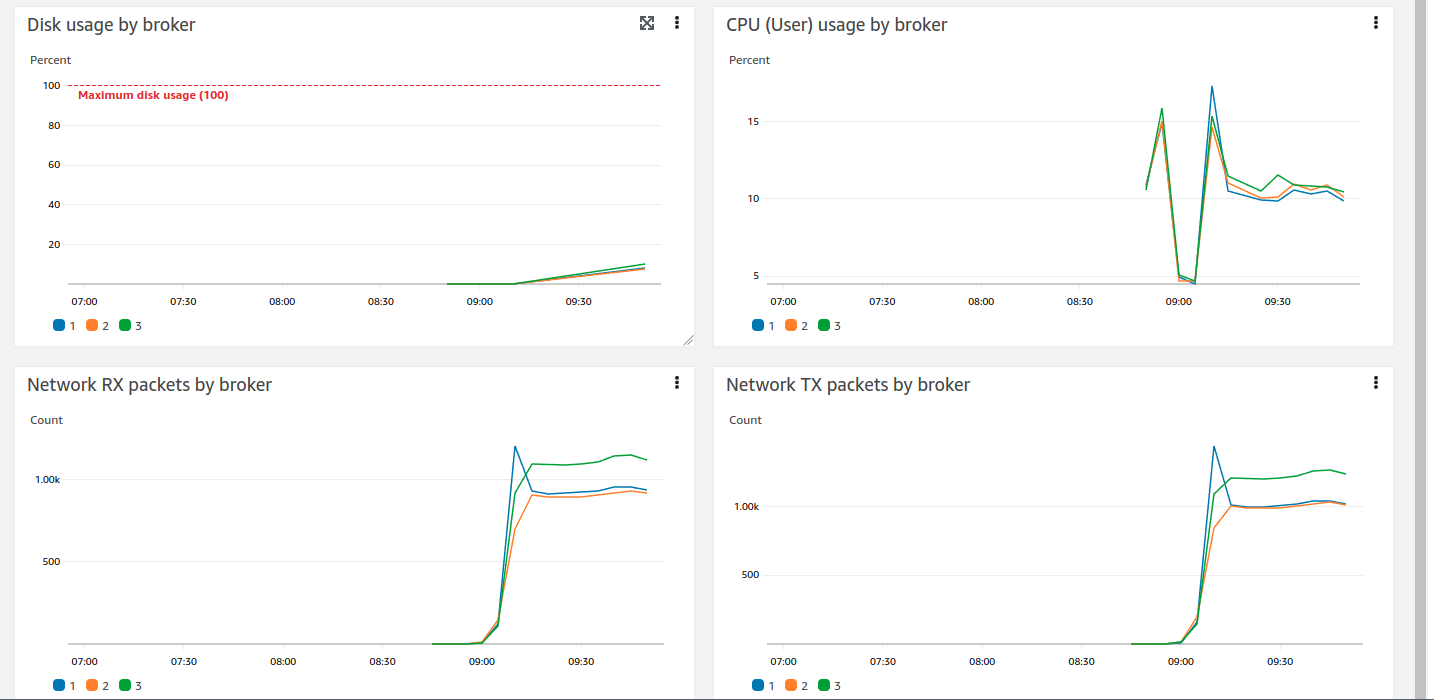 Disk usage by broker
Percent
100
Maximum disk usage (100)
80
60
40
20
07:00 07:30 08:00 08:30 09:00 09:30
1 2 3
CPU (User) usage by broker
Percent
15
10
5
07:00 07:30 08:00 08:30 09:00 09:30
1 2 3
Network RX packets by broker
Count
1.00k
500
07:00 07:30 08:00 08:30 09:00 09:30
1 2 3
Network TX packets by broker
Count
1.00k
500
07:00 07:30 08:00 08:30 09:00 09:30
1 2 3